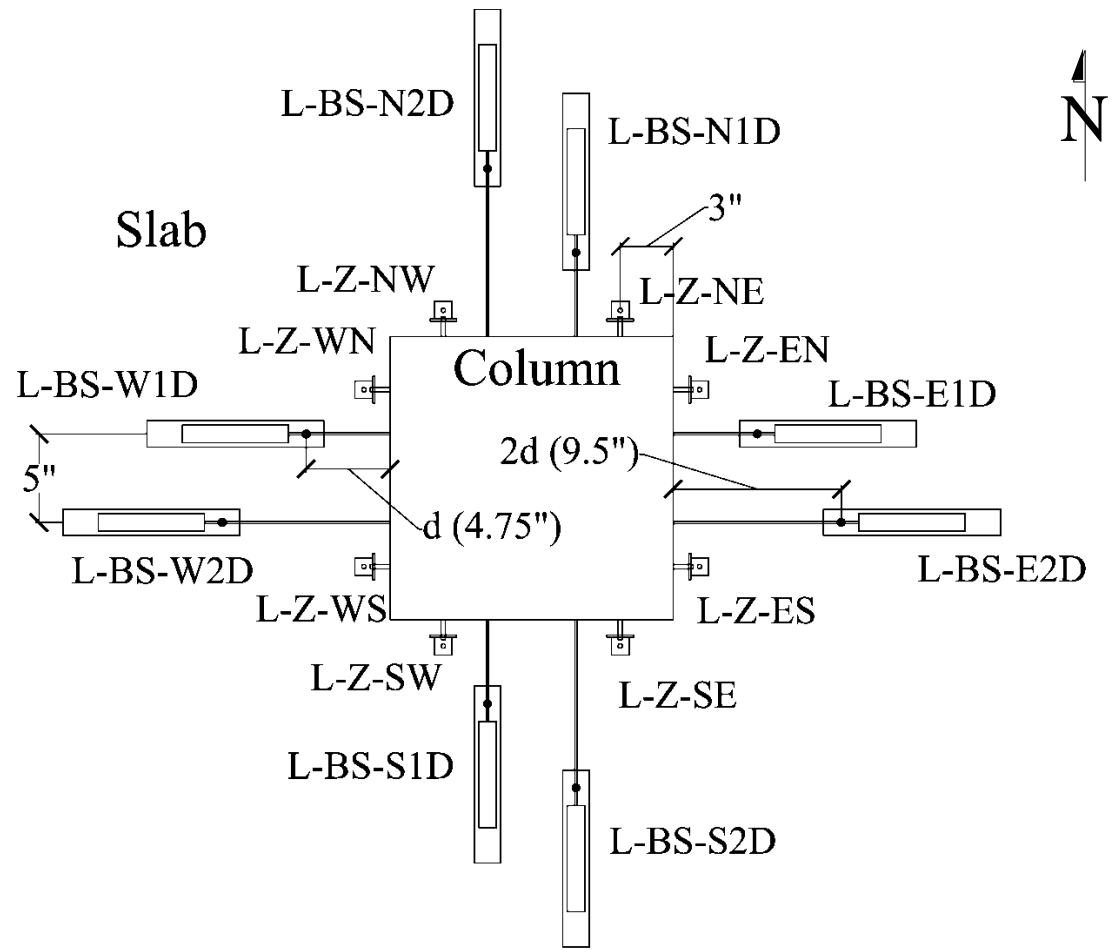 L-BS-N2D
N
L-BS-N1D
3"
Slab
L-Z-NW
L-Z-NE
L-Z-WN
L-Z-EN
Column
L-BS-W1D
L-BS-E1D
2d (9.5")
5"
d (4.75")
L-BS-W2D
L-BS-E2D
L-Z-WS
L-Z-ES
L-Z-SW
L-Z-SE
L-BS-S1D
L-BS-S2D